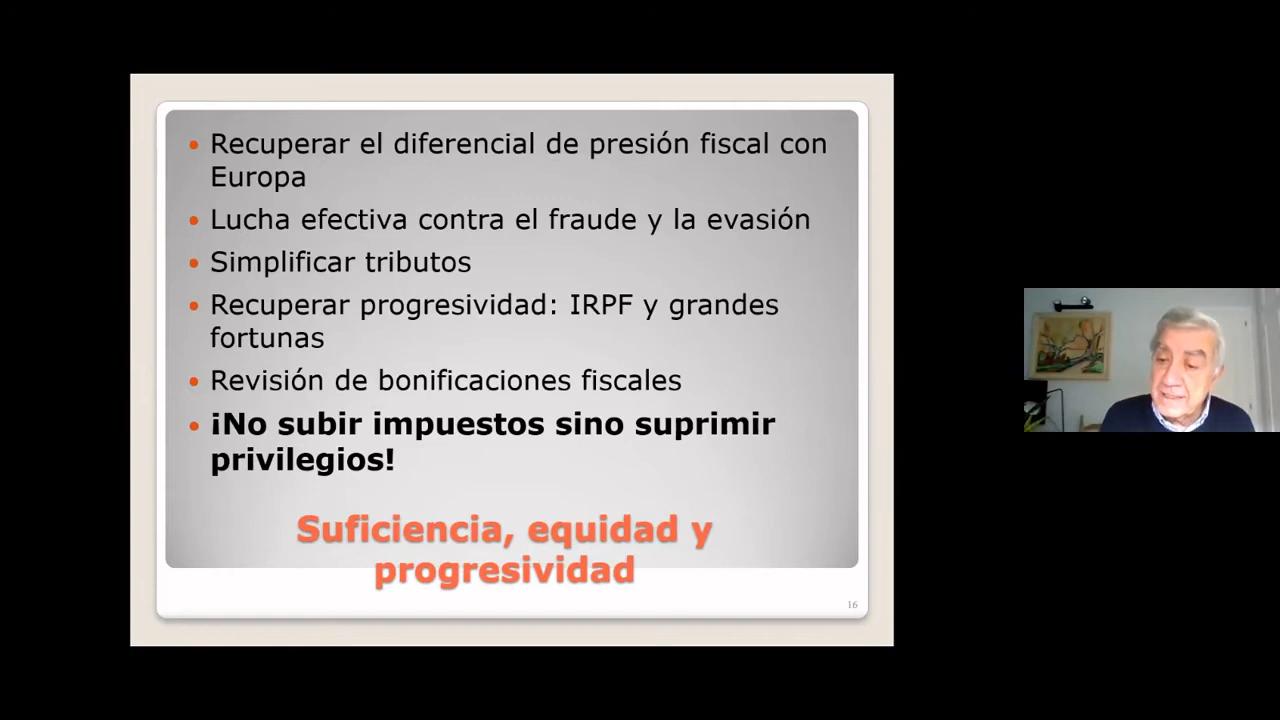 Recuperar el diferencial de presión fiscal con
Europa
Lucha efectiva contra el fraude y la evasión
Simplificar tributos
Recuperar progresividad: IRPF y grandes
fortunas
Revisión de bonificaciones fiscales
¡No subir impuestos sino suprimir
privilegios!
Suficiencia, equidad y
progresividad
16